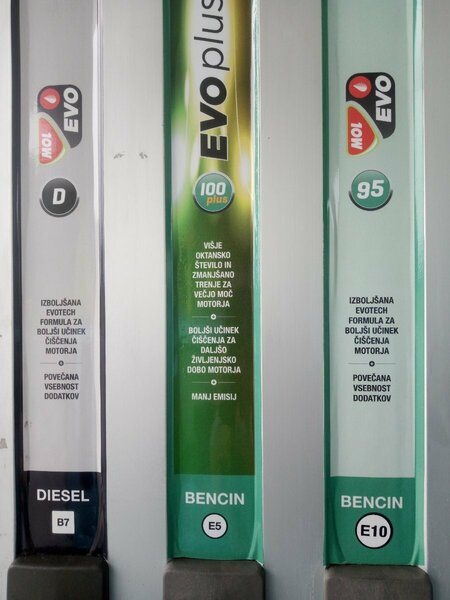 EVO
MOL
D
IZBOLJŠANA
EVOTECH
FORMULA ZA
BOLJŠI UČINEK
ČIŠČENJA
MOTORJA
+
POVEČANA
VSEBNOST
DODATKOV
DIESEL
B7
EVO plus
100
plus
VIŠJE
OKTANSKO
ŠTEVILO IN
ZMANJŠANO
TRENJE ZA
VEČJO MOČ
MOTORJA
+
BOLJŠI UČINEK
ČIŠČENJA ZA
DALJŠO
ŽIVLJENJSKO
DOBO MOTORJA
+
MANJ EMISIJ
BENCIN
E5
EVO
MOL
95
IZBOLJŠANA
EVOTECH
FORMULA ZA
BOLJŠI UČINEK
ČIŠČENJA
MOTORJA
+
POVEČANA
VSEBNOST
DODATKOV
BENCIN
E10